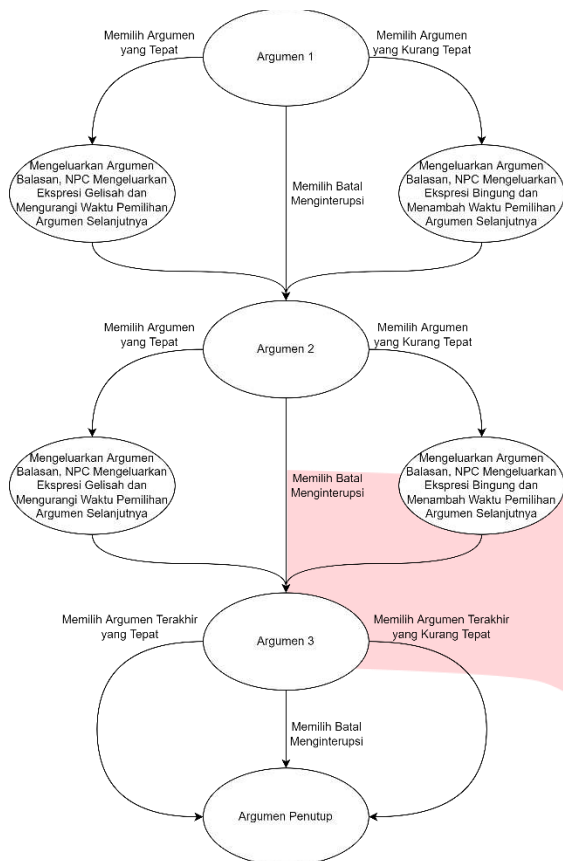 Memilih Argumen
yang Tepat
Argumen 1
Memilih Argumen
yang Kurang Tepat
Mengeluarkan Argumen
Balasan, NPC Mengeluarkan
Ekspresi Gelisah dan
Mengurangi Waktu Pemilihan
Argumen Selanjutnya
Memilih Batal
Menginterupsi
Mengeluarkan Argumen
Balasan, NPC Mengeluarkan
Ekspresi Bingung dan
Menambah Waktu Pemilihan
Argumen Selanjutnya
Memilih Argumen
yang Tepat
Argumen 2
Memilih Argumen
yang Kurang Tepat
Mengeluarkan Argumen
Balasan, NPC Mengeluarkan
Ekspresi Gelisah dan
Mengurangi Waktu Pemilihan
Argumen Selanjutnya
Memilih Batal
Menginterupsi
Mengeluarkan Argumen
Balasan, NPC Mengeluarkan
Ekspresi Bingung dan
Menambah Waktu Pemilihan
Argumen Selanjutnya
Memilih Argumen Terakhir
yang Tepat
Argumen 3
Memilih Argumen Terakhir
yang Kurang Tepat
Memilih Batal
Menginterupsi
Argumen Penutup